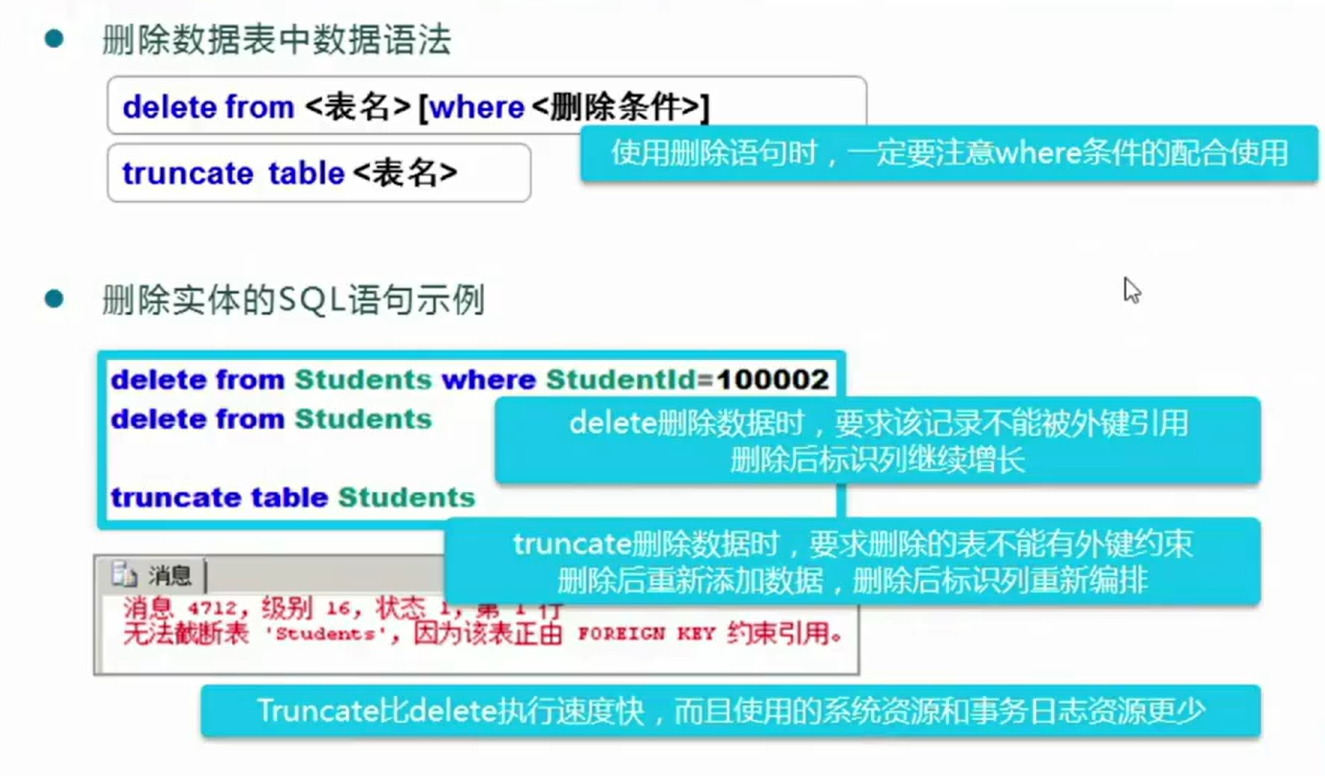 删除数据表中数据语法
delete from <表名> [where <删除条件>]
使用删除语句时，一定要注意where条件的配合使用
truncate table <表名>
删除实体的SQL语句示例
delete from Students where StudentId=100002
delete from Students
delete删除数据时，要求该记录不能被外键引用
删除后标识列继续增长
truncate table Students
truncate删除数据时，要求删除的表不能有外键约束
删除后重新添加数据，删除后标识列重新编排
消息
消息 4712，级别 16，状态 1，第 1 行
无法截断表 'Students'，因为该表正由 FOREIGN KEY 约束引用。
Truncate比delete执行速度快，而且使用的系统资源和事务日志资源更少